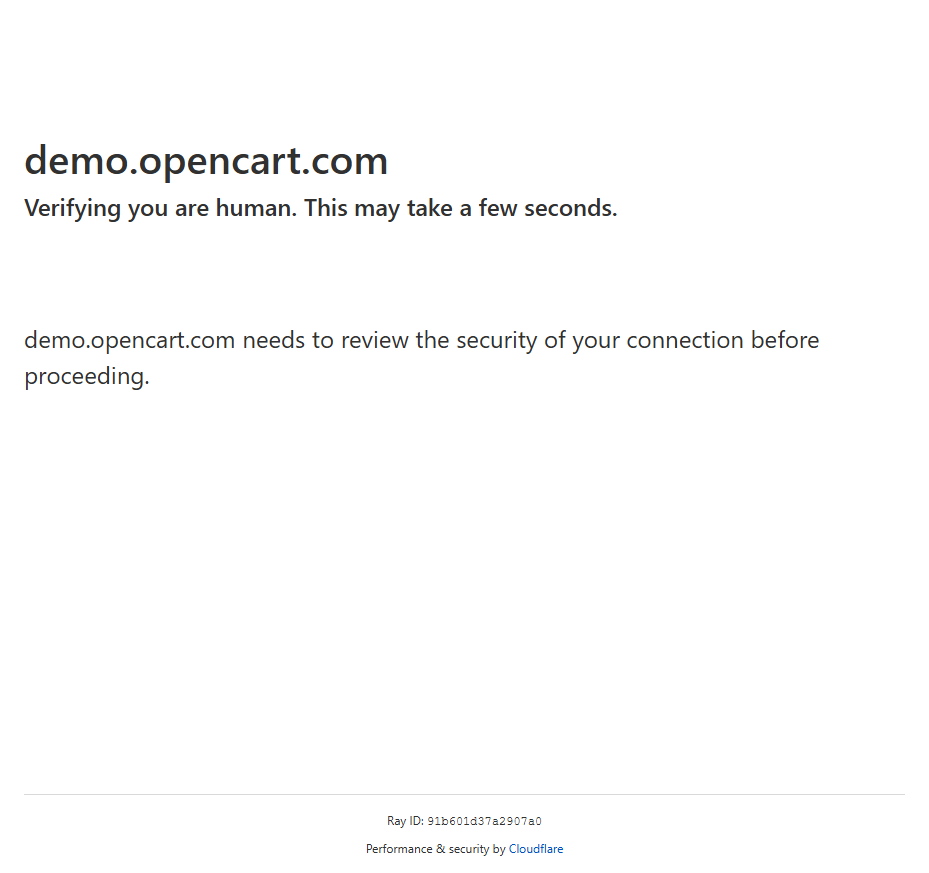 demo.opencart.com
Verifying you are human. This may take a few seconds.
demo.opencart.com needs to review the security of your connection before
proceeding.
Ray ID: 91b601d37a2907a0
Performance & security by Cloudflare